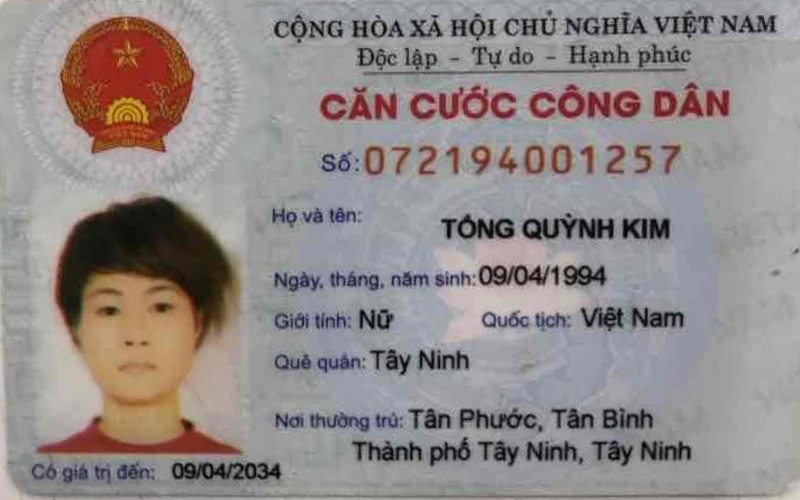 CỘNG HÒA XÃ HỘI CHỦ NGHĨA VIỆT NAM
Độc lập - Tự do - Hạnh phúc
CĂN CƯỚC CÔNG DÂN
Số: 072194001257
Họ và tên: TỐNG QUỲNH KIM
Ngày, tháng, năm sinh: 09/04/1994
Giới tính: Nữ Quốc tịch: Việt Nam
Quê quán: Tây Ninh
Nơi thường trú: Tân Phước, Tân Bình
Thành phố Tây Ninh, Tây Ninh
Có giá trị đến: 09/04/2034